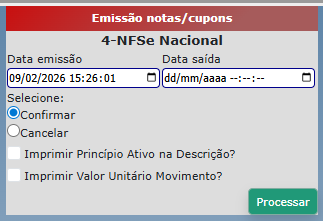 Emissão notas/cupons
4-NFSe Nacional
Data emissão Data saída
09/02/2026 15:26:01 dd/mm/aaaa --:--:--
Selecione:
Confirmar
Cancelar
Imprimir Princípio Ativo na Descrição?
Imprimir Valor Unitário Movimento?
Processar